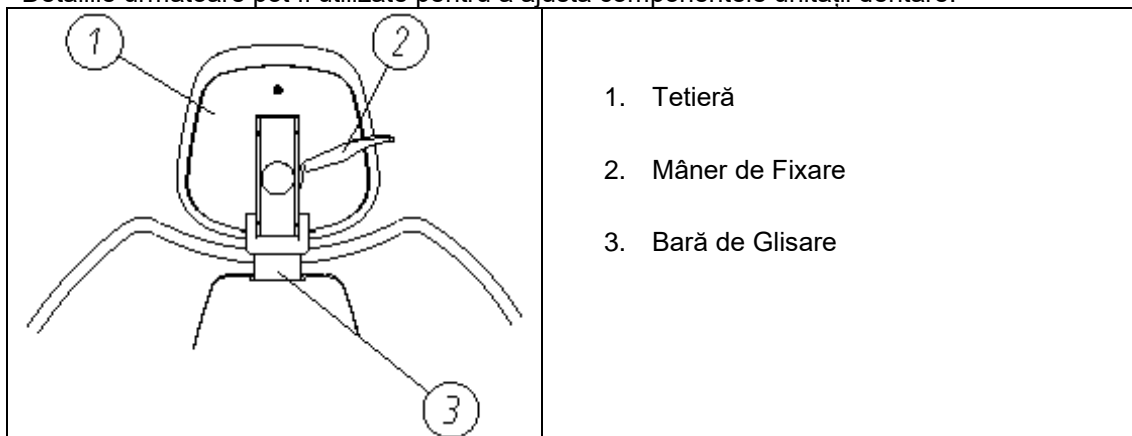 Detaliile următoare pot fi utilizate pentru a ajusta componentele unității dentare.
1
2
1. Tetieră
2. Mâner de Fixare
3. Bară de Glisare
3